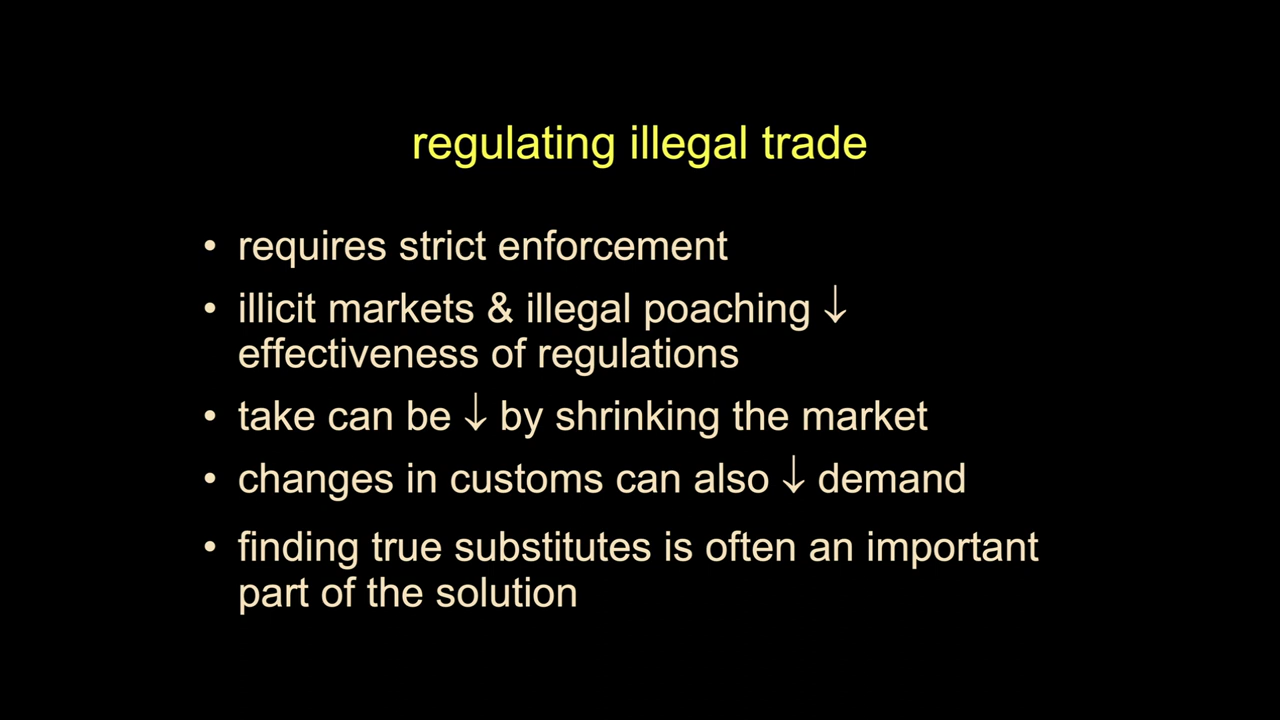 regulating illegal trade
• requires strict enforcement
• illicit markets & illegal poaching ↓
effectiveness of regulations
• take can be ↓ by shrinking the market
• changes in customs can also ↓ demand
• finding true substitutes is often an important
part of the solution